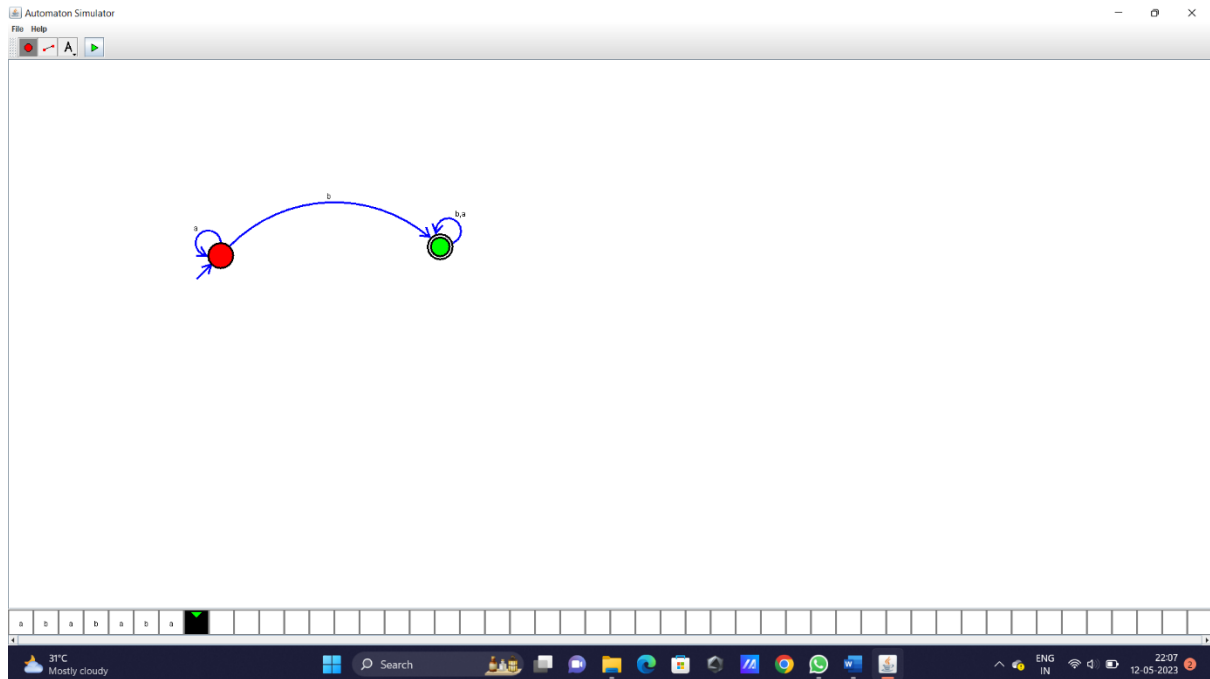 Automaton Simulator
File Help
A
b
a
b,a
a b a b a b a
31°C
Mostly cloudy
Search
ENG
IN
22:07
12-05-2023
2